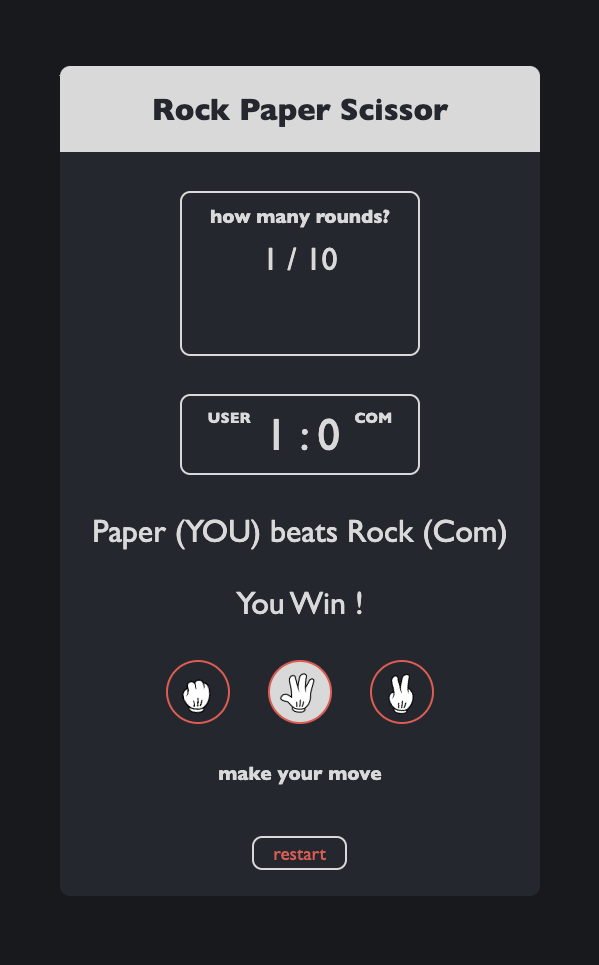 Rock Paper Scissor
how many rounds?
1 / 10
USER 1 : 0 COM
Paper (YOU) beats Rock (Com)
You Win !
make your move
restart